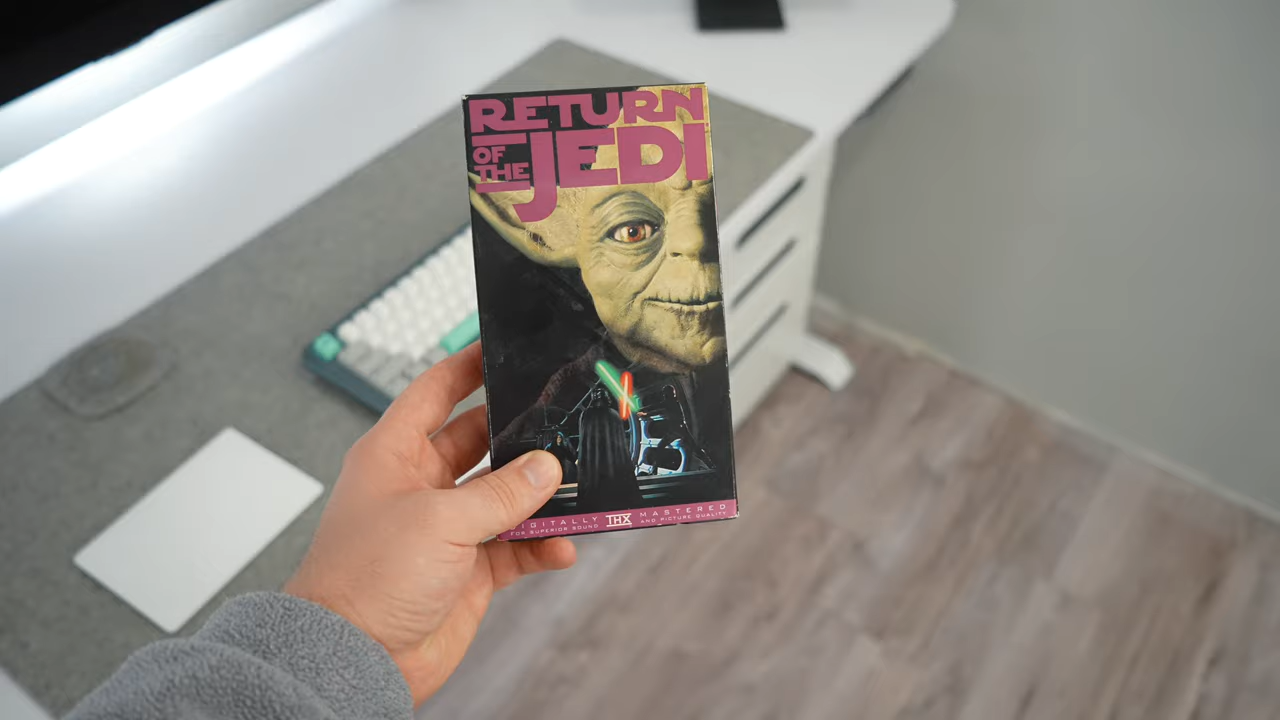 RETURN
OF
THE
JEDI
DIGITALLY THX MASTERED
FOR SUPERIOR SOUND AND PICTURE QUALITY